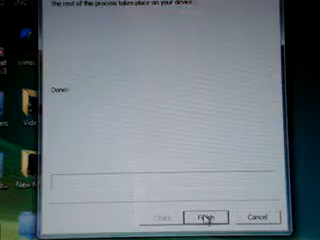 The rest of this process takes place on your device.
Done!
< Back
Finish
Cancel